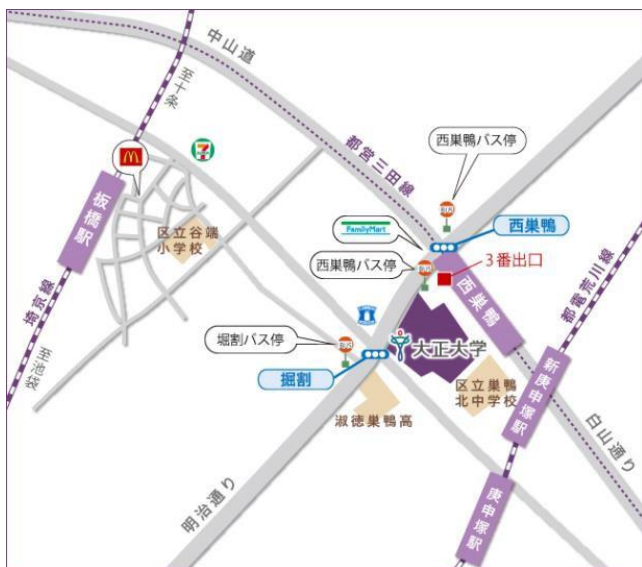 中山道
至十条
都営三田線
西巣鴨バス停
FamilyMart
西巣鴨
板橋駅
区立谷端
小学校
西巣鴨バス停
3番出口
都電荒川線
埼京線
西巣鴨
堀割バス停
大正大学
至池袋
堀割
区立巣鴨
北中学校
新庚申塚駅
淑徳巣鴨高
白山通り
明治通り
庚申塚駅